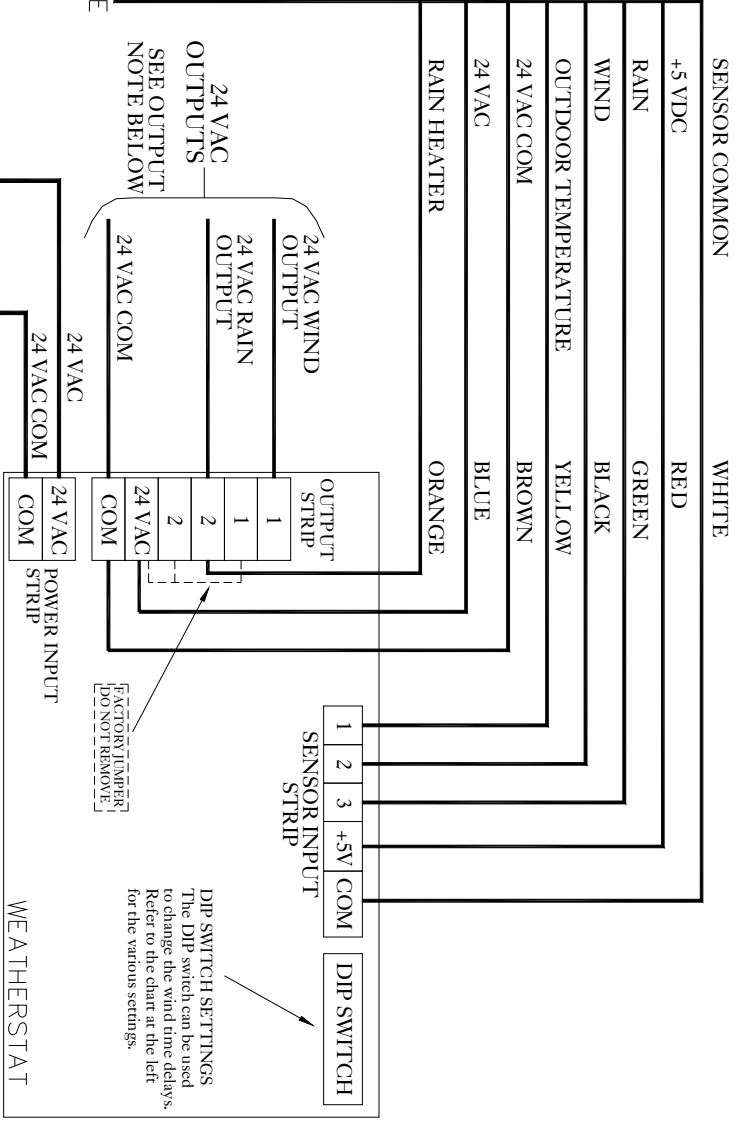 SENSOR COMMON
WHITE
+5 VDC
RED
RAIN
GREEN
WIND
BLACK
OUTDOOR TEMPERATURE
YELLOW
24 VAC COM
BROWN
24 VAC
BLUE
RAIN HEATER
ORANGE
24 VAC
OUTPUTS
SEE OUTPUT
NOTE BELOW
24 VAC WIND
OUTPUT
24 VAC RAIN
OUTPUT
24 VAC COM
24 VAC
24 VAC COM
OUTPUT
STRIP
1
1
2
2
24 VAC
COM
24 VAC
COM
POWER INPUT
STRIP
FACTORY JUMPER
DO NOT REMOVE
1
2
3
+5V
COM
SENSOR INPUT
STRIP
DIP SWITCH
DIP SWITCH SETTINGS
The DIP switch can be used
to change the wind time delays.
Refer to the chart at the left
for the various settings.
WEATHERSTAT